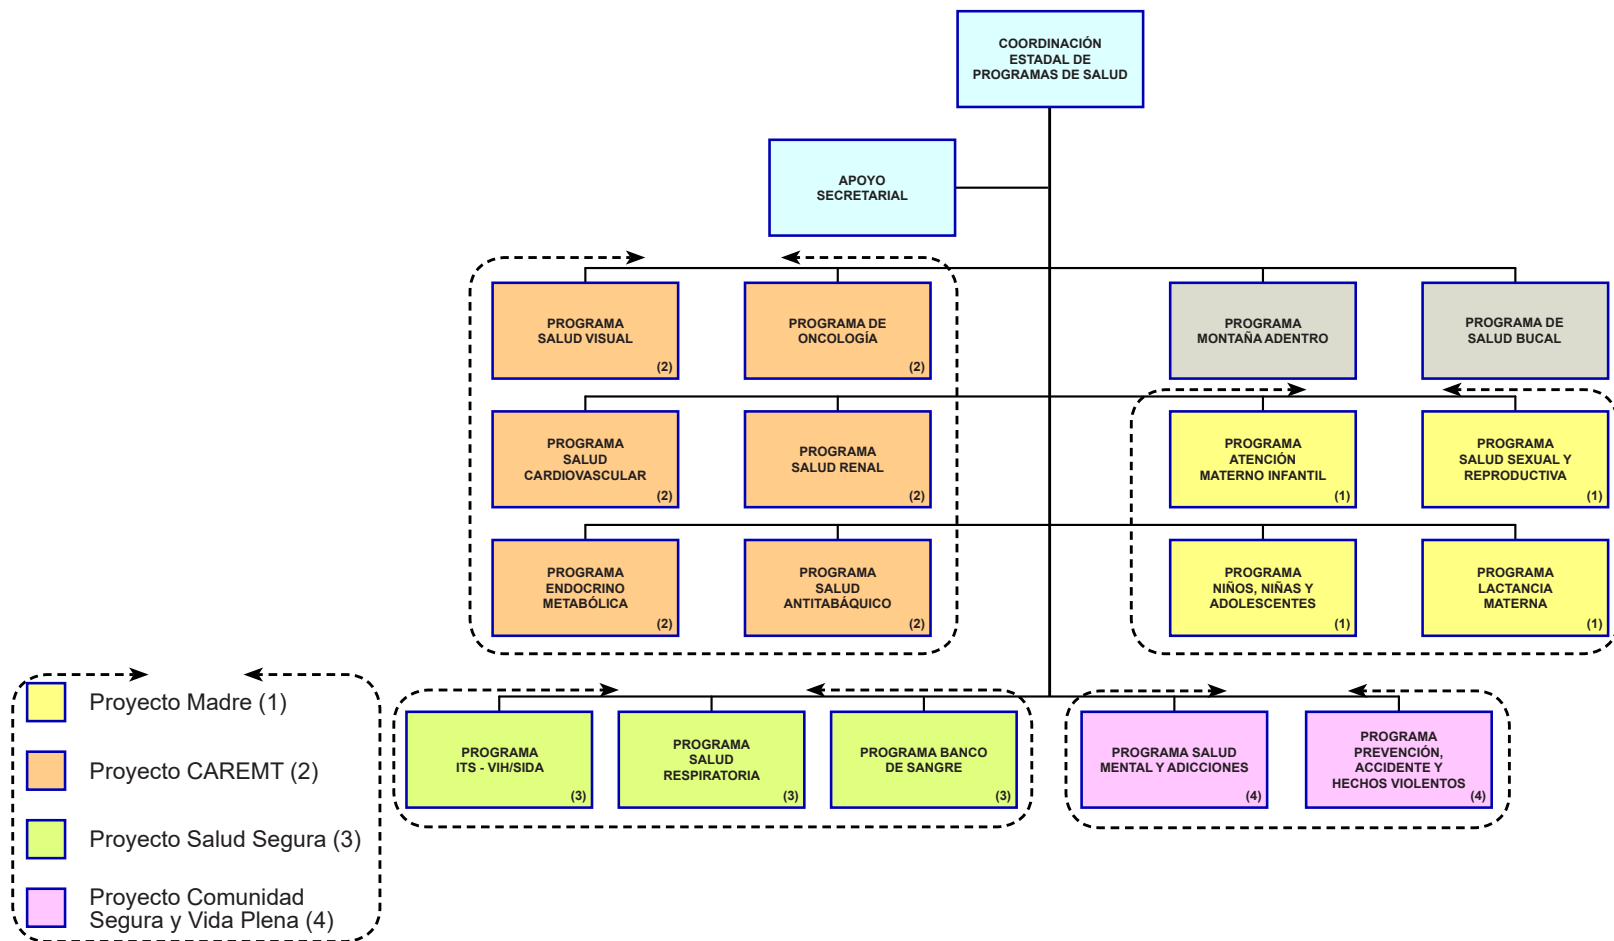 COORDINACIÓN
ESTADAL DE
PROGRAMAS DE SALUD
APOYO
SECRETARIAL
PROGRAMA
SALUD VISUAL
(2)
PROGRAMA DE
ONCOLOGÍA
(2)
PROGRAMA
MONTAÑA ADENTRO
PROGRAMA DE
SALUD BUCAL
PROGRAMA
SALUD
CARDIOVASCULAR
(2)
PROGRAMA
SALUD RENAL
(2)
PROGRAMA
ATENCIÓN
MATERNO INFANTIL
(1)
PROGRAMA
SALUD SEXUAL Y
REPRODUCTIVA
(1)
PROGRAMA
ENDOCRINO
METABÓLICA
(2)
PROGRAMA
SALUD
ANTITABÁQUICO
(2)
PROGRAMA
NIÑOS, NIÑAS Y
ADOLESCENTES
(1)
PROGRAMA
LACTANCIA
MATERNA
(1)
PROGRAMA
ITS - VIH/SIDA
(3)
PROGRAMA
SALUD
RESPIRATORIA
(3)
PROGRAMA BANCO
DE SANGRE
(3)
PROGRAMA SALUD
MENTAL Y ADICCIONES
(4)
PROGRAMA
PREVENCIÓN,
ACCIDENTE Y
HECHOS VIOLENTOS
(4)
Proyecto Madre (1)
Proyecto CAREMT (2)
Proyecto Salud Segura (3)
Proyecto Comunidad
Segura y Vida Plena (4)